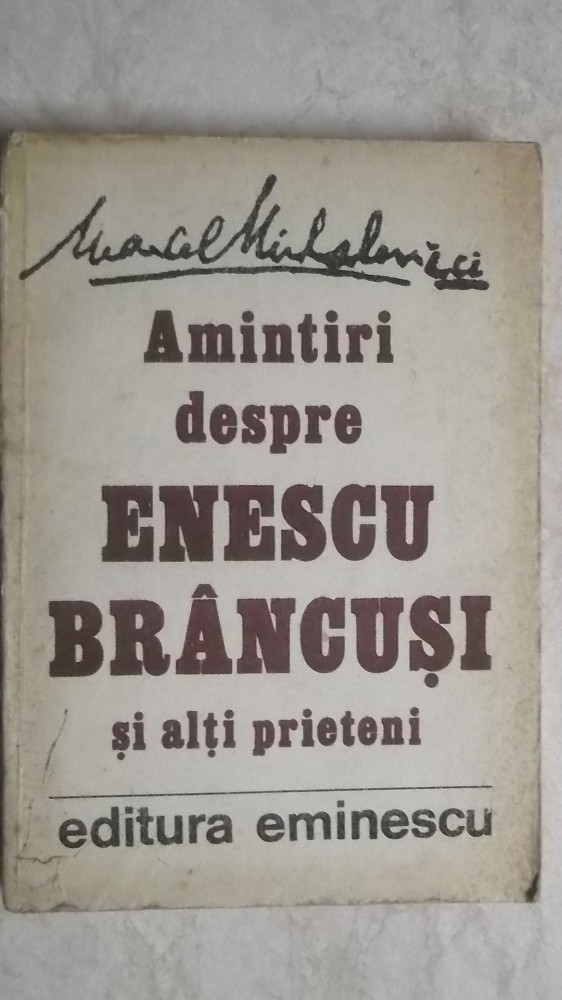 Marcel Mihalovici
Amintiri
despre
ENESCU
BRÂNCUȘI
și alți prieteni
editura eminescu